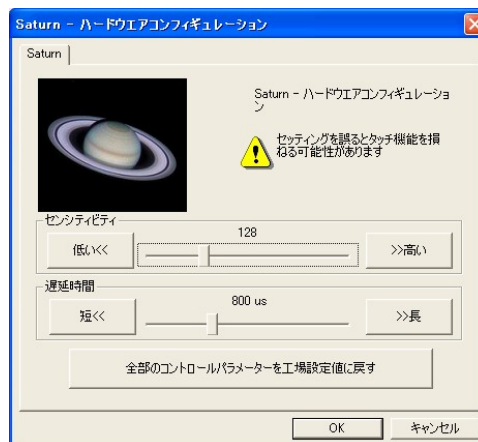 Saturn - ハードウエアコンフィギュレーション
Saturn
Saturn - ハードウエアコンフィギュレーショ
ン
セッティングを誤るとタッチ機能を損
ねる可能性があります
センシティビティ
128
低い<<
>>高い
遅延時間
800 us
短<<
>>長
全部のコントロールパラメーターを工場設定値に戻す
OK
キャンセル